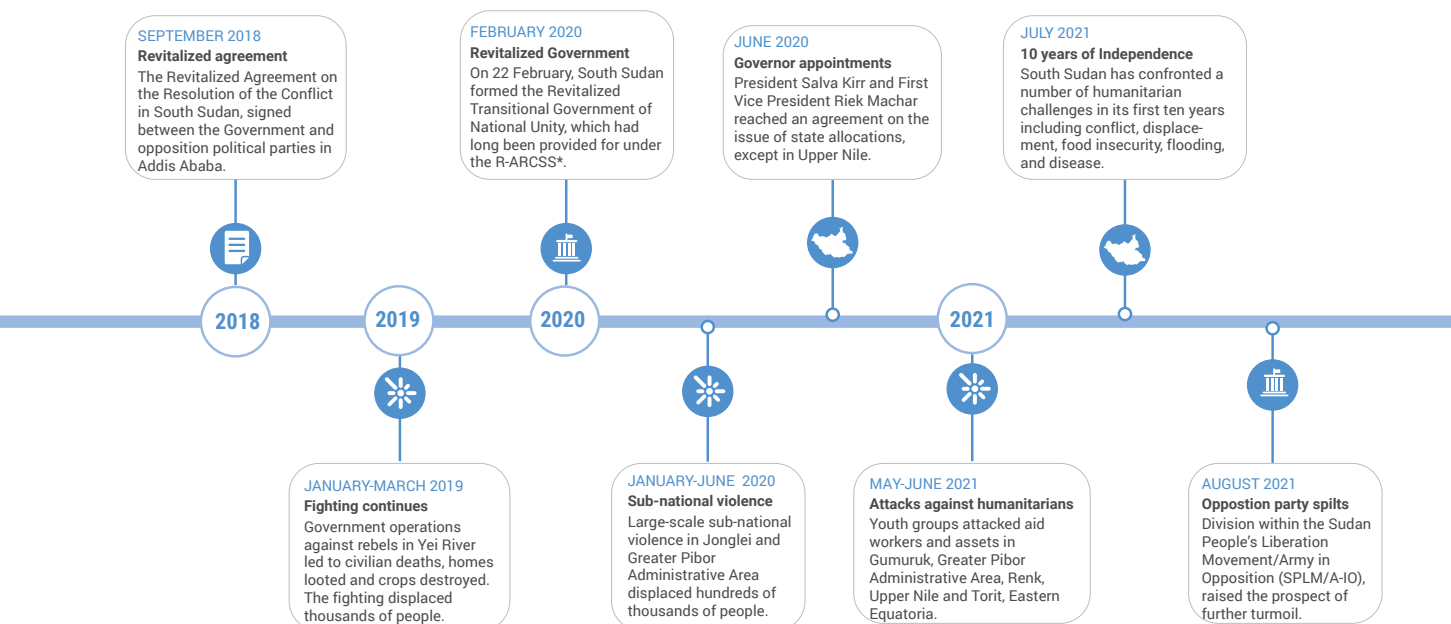 SEPTEMBER 2018
Revitalized agreement
The Revitalized Agreement on
the Resolution of the Conflict
in South Sudan, signed
between the Government and
opposition political parties in
Addis Ababa.
FEBRUARY 2020
Revitalized Government
On 22 February, South Sudan
formed the Revitalized
Transitional Government of
National Unity, which had
long been provided for under
the R-ARCSS*.
JUNE 2020
Governor appointments
President Salva Kirr and First
Vice President Riek Machar
reached an agreement on the
issue of state allocations,
except in Upper Nile.
JULY 2021
10 years of Independence
South Sudan has confronted a
number of humanitarian
challenges in its first ten years
including conflict, displace-
ment, food insecurity, flooding,
and disease.
2018
2019
2020
2021
JANUARY-MARCH 2019
Fighting continues
Government operations
against rebels in Yei River
led to civilian deaths, homes
looted and crops destroyed.
The fighting displaced
thousands of people.
JANUARY-JUNE 2020
Sub-national violence
Large-scale sub-national
violence in Jonglei and
Greater Pibor
Administrative Area
displaced hundreds of
thousands of people.
MAY-JUNE 2021
Attacks against humanitarians
Youth groups attacked aid
workers and assets in
Gumuruk, Greater Pibor
Administrative Area, Renk,
Upper Nile and Torit, Eastern
Equatoria.
AUGUST 2021
Oppostion party spilts
Division within the Sudan
People's Liberation
Movement/Army in
Opposition (SPLM/A-IO),
raised the prospect of
further turmoil.